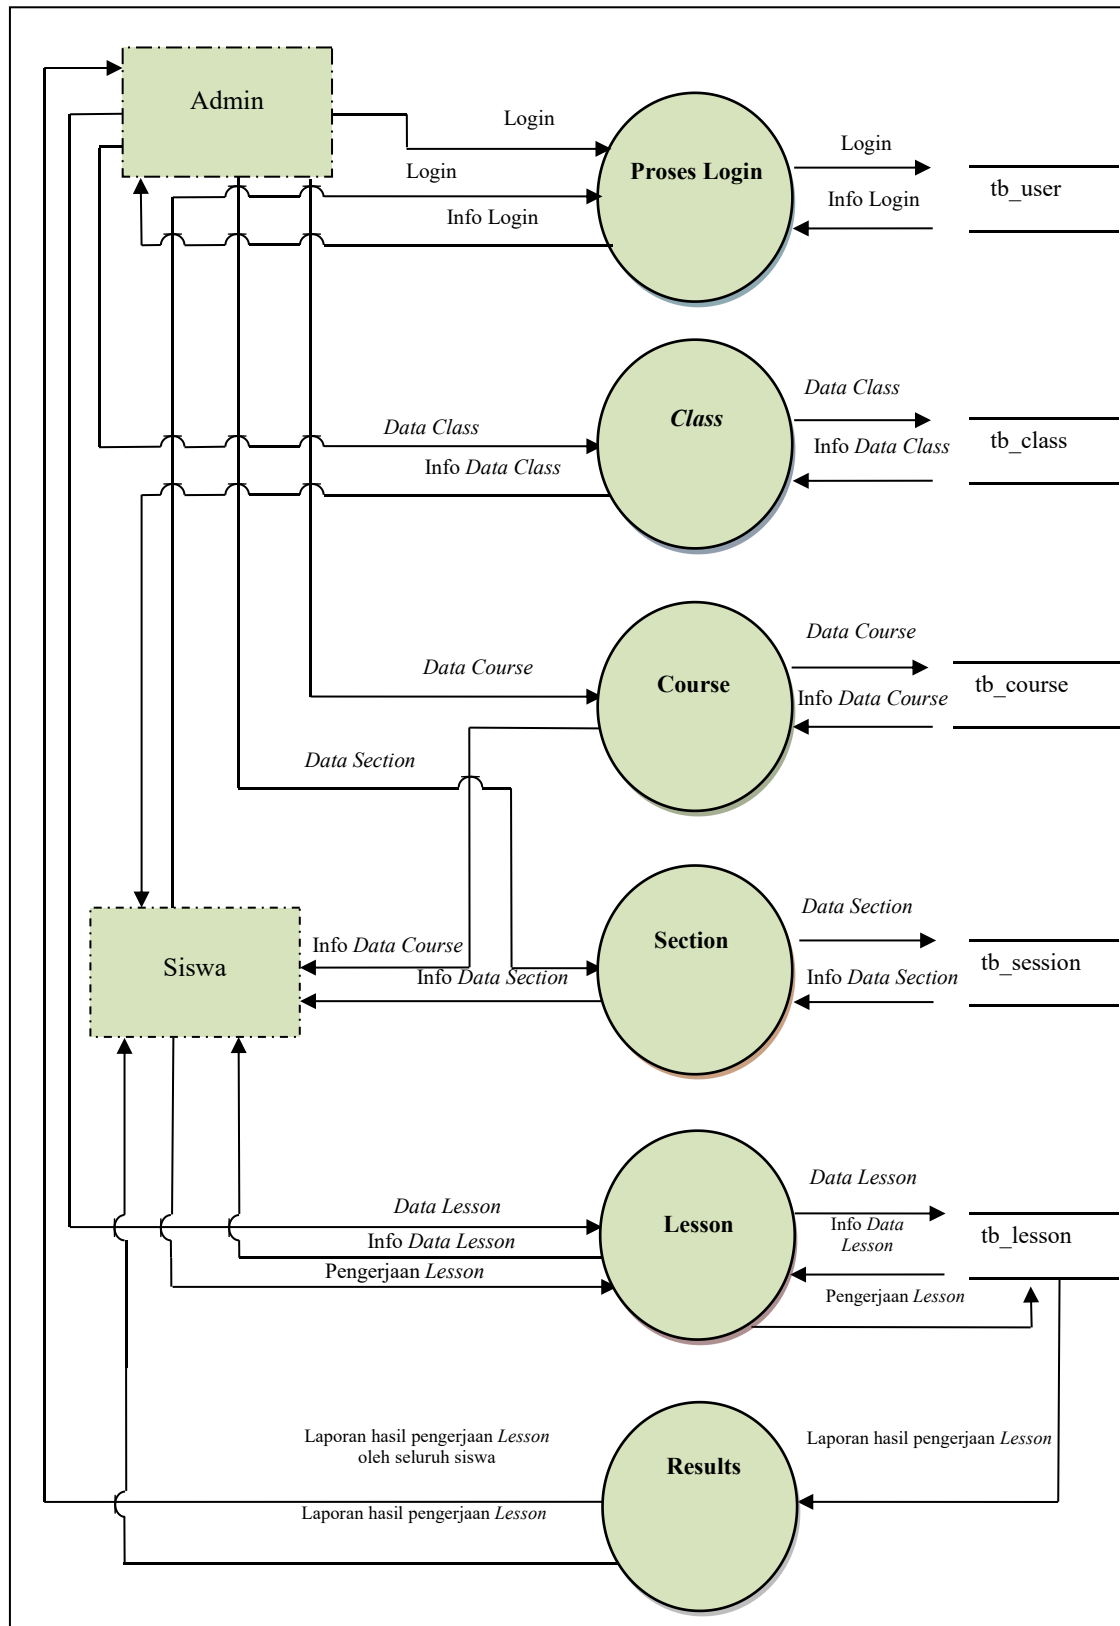 Admin
Login
Login
Info Login
Proses Login
Login
Info Login
tb_user
Data Class
Info Data Class
Class
Data Class
Info Data Class
tb_class
Data Course
Course
Data Course
Info Data Course
tb_course
Data Section
Siswa
Info Data Course
Info Data Section
Section
Data Section
Info Data Section
tb_session
Data Lesson
Info Data Lesson
Pengerjaan Lesson
Lesson
Data Lesson
Info Data
Lesson
Pengerjaan Lesson
tb_lesson
Laporan hasil pengerjaan Lesson
oleh seluruh siswa
Laporan hasil pengerjaan Lesson
Results
Laporan hasil pengerjaan Lesson